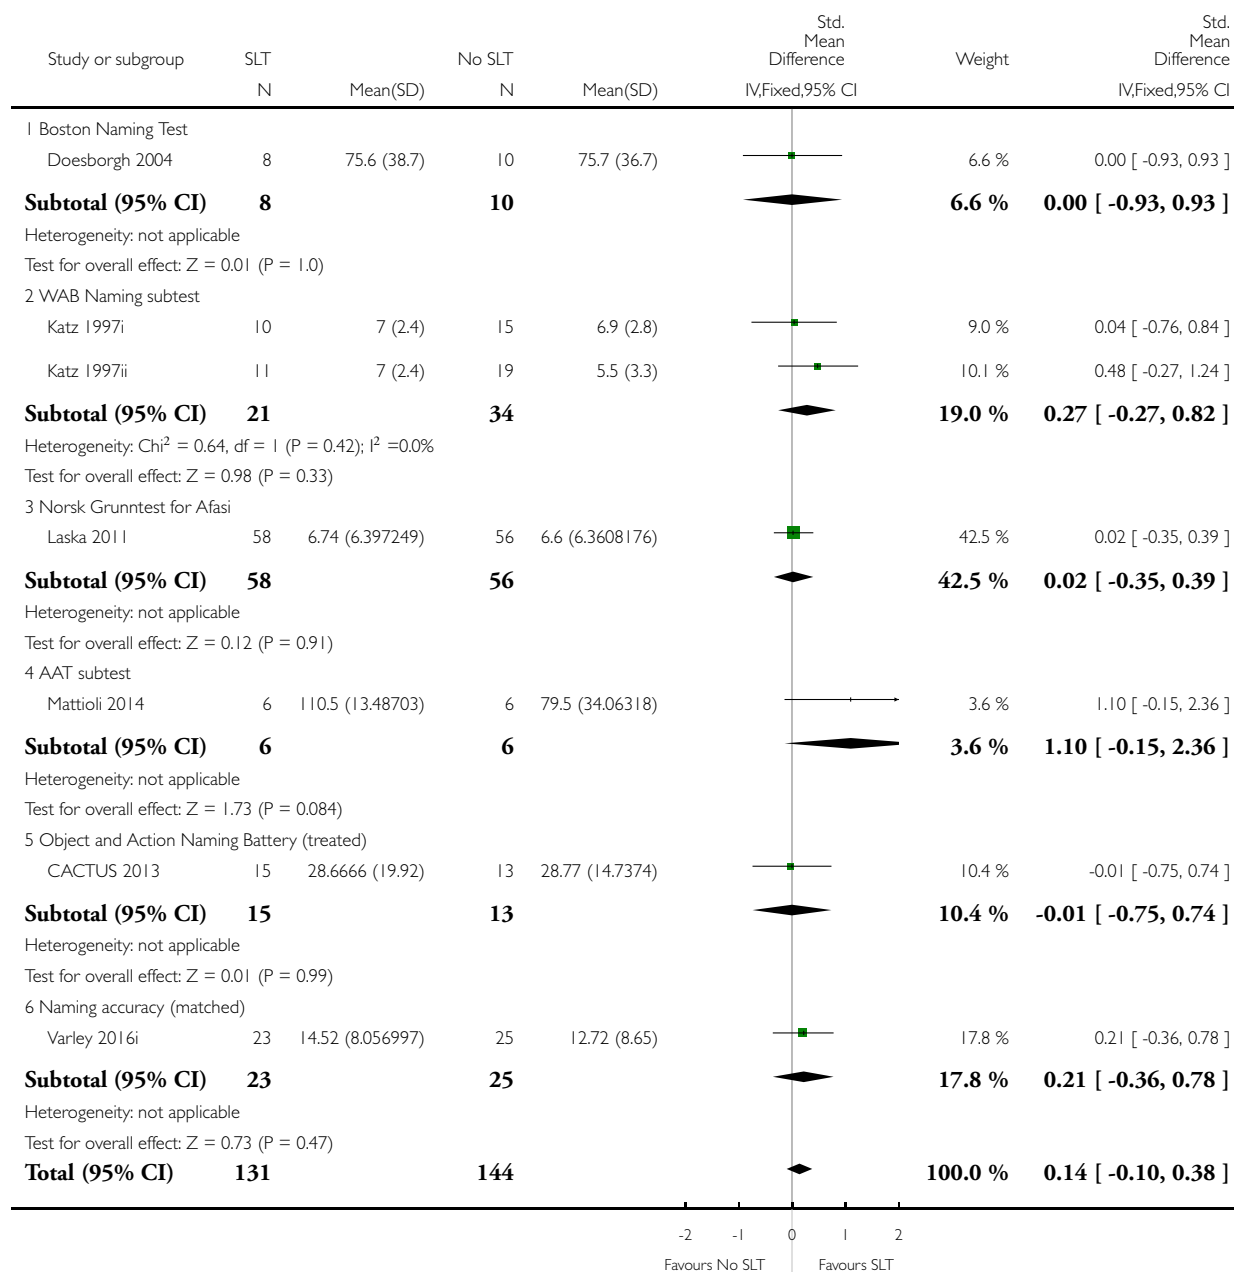 Std. Mean Difference Std. Mean Difference
Study or subgroup SLT No SLT Weight
N Mean(SD) N Mean(SD) IV,Fixed,95% CI IV,Fixed,95% CI
1 Boston Naming Test
Doesborgh 2004 8 75.6 (38.7) 10 75.7 (36.7) 6.6 % 0.00 [ -0.93, 0.93 ]
Subtotal (95% CI) 8 10 6.6 % 0.00 [ -0.93, 0.93 ]
Heterogeneity: not applicable
Test for overall effect: Z = 0.01 (P = 1.0)
2 WAB Naming subtest
Katz 1997i 10 7 (2.4) 15 6.9 (2.8) 9.0 % 0.04 [ -0.76, 0.84 ]
Katz 1997ii 11 7 (2.4) 19 5.5 (3.3) 10.1 % 0.48 [ -0.27, 1.24 ]
Subtotal (95% CI) 21 34 19.0 % 0.27 [ -0.27, 0.82 ]
Heterogeneity: Chi² = 0.64, df = 1 (P = 0.42); I² =0.0%
Test for overall effect: Z = 0.98 (P = 0.33)
3 Norsk Grunntest for Afasi
Laska 2011 58 6.74 (6.397249) 56 6.6 (6.3608176) 42.5 % 0.02 [ -0.35, 0.39 ]
Subtotal (95% CI) 58 56 42.5 % 0.02 [ -0.35, 0.39 ]
Heterogeneity: not applicable
Test for overall effect: Z = 0.12 (P = 0.91)
4 AAT subtest
Mattioli 2014 6 110.5 (13.48703) 6 79.5 (34.06318) 3.6 % 1.10 [ -0.15, 2.36 ]
Subtotal (95% CI) 6 6 3.6 % 1.10 [ -0.15, 2.36 ]
Heterogeneity: not applicable
Test for overall effect: Z = 1.73 (P = 0.084)
5 Object and Action Naming Battery (treated)
CACTUS 2013 15 28.6666 (19.92) 13 28.77 (14.7374) 10.4 % -0.01 [ -0.75, 0.74 ]
Subtotal (95% CI) 15 13 10.4 % -0.01 [ -0.75, 0.74 ]
Heterogeneity: not applicable
Test for overall effect: Z = 0.01 (P = 0.99)
6 Naming accuracy (matched)
Varley 2016i 23 14.52 (8.056997) 25 12.72 (8.65) 17.8 % 0.21 [ -0.36, 0.78 ]
Subtotal (95% CI) 23 25 17.8 % 0.21 [ -0.36, 0.78 ]
Heterogeneity: not applicable
Test for overall effect: Z = 0.73 (P = 0.47)
Total (95% CI) 131 144 100.0 % 0.14 [ -0.10, 0.38 ]
-2 -1 0 1 2
Favours No SLT Favours SLT